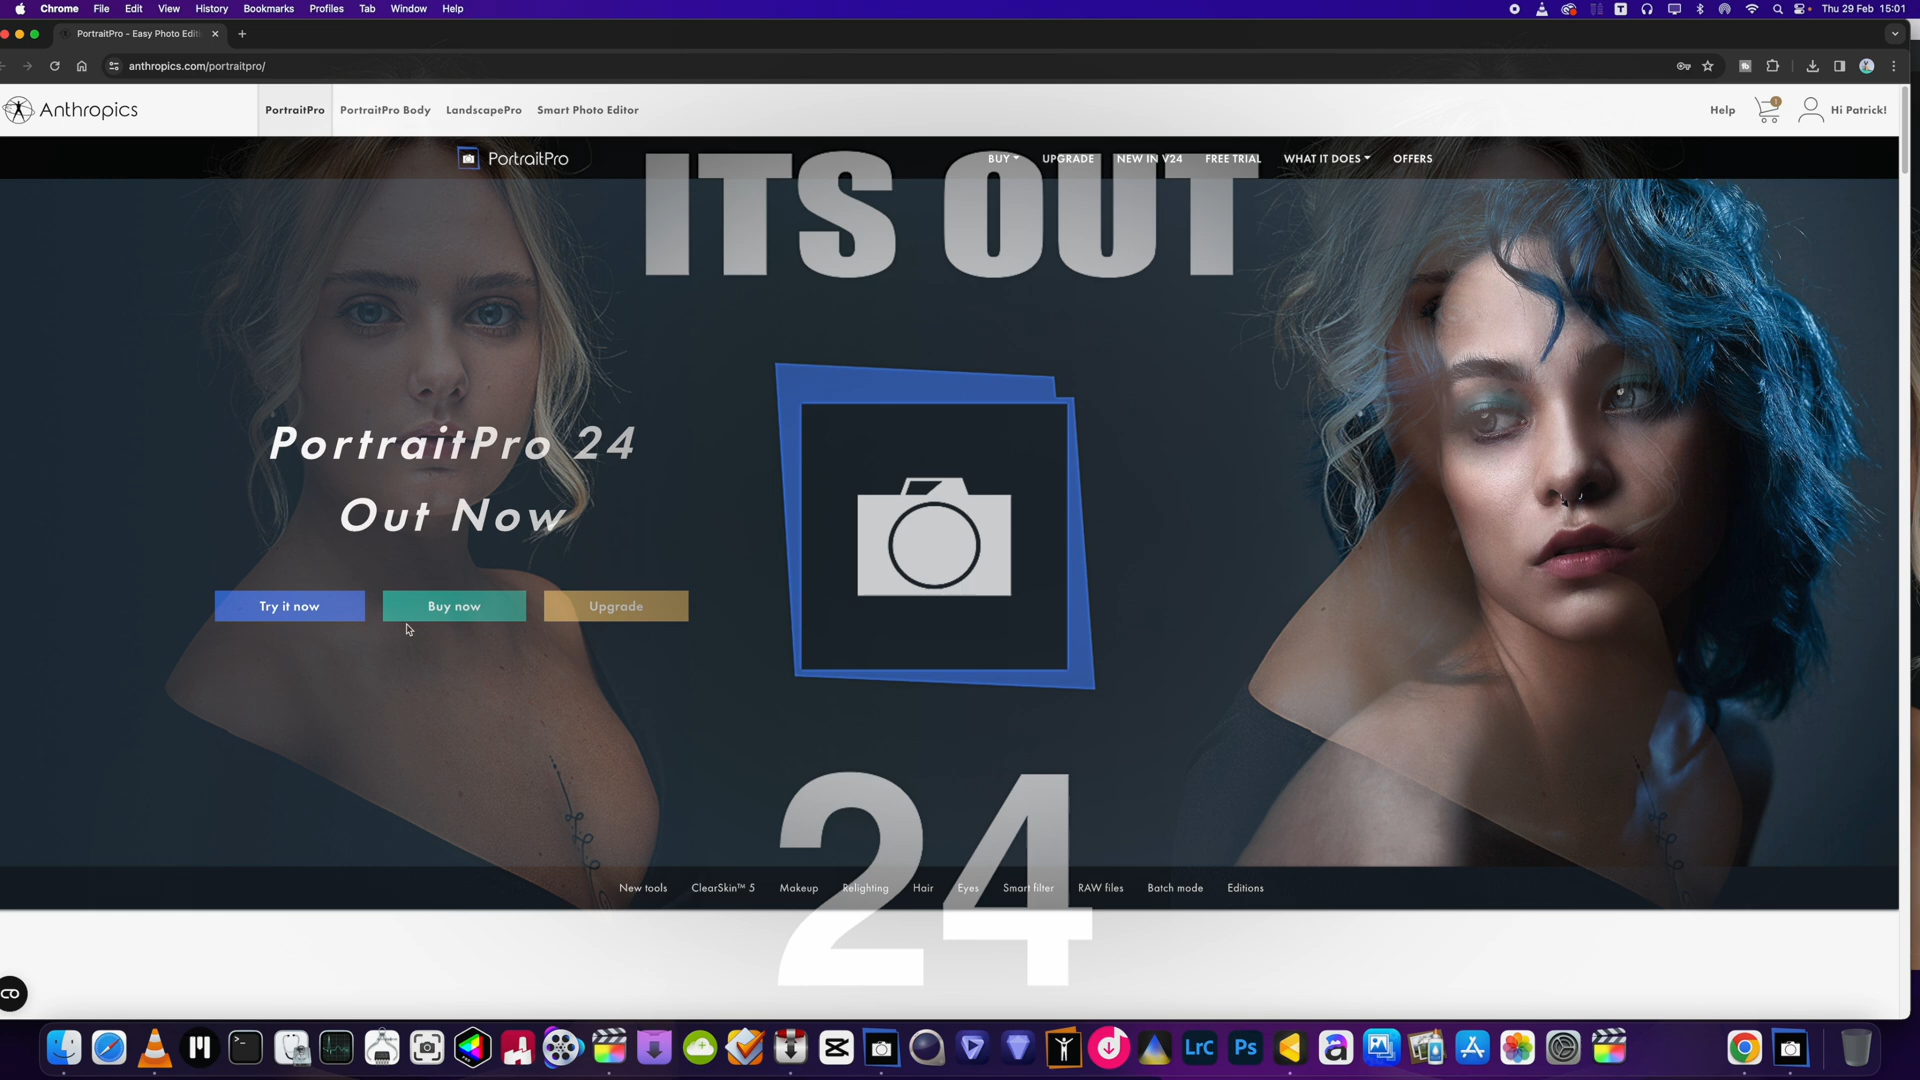 Chrome File Edit View History Bookmarks Profiles Tab Window Help
T
Thu 29 Feb 15:01
PortraitPro - Easy Photo Editi
anthropics.com/portraitpro/
Anthropics
PortraitPro PortraitPro Body LandscapePro Smart Photo Editor
Help
1
Hi Patrick!
PortraitPro
BUY UPGRADE NEW IN V24 FREE TRIAL WHAT IT DOES OFFERS
ITS OUT
PortraitPro 24
Out Now
Try it now Buy now Upgrade
24
New tools ClearSkin™ 5 Makeup Relighting Hair Eyes Smart filter RAW files Batch mode Editions
LrC Ps